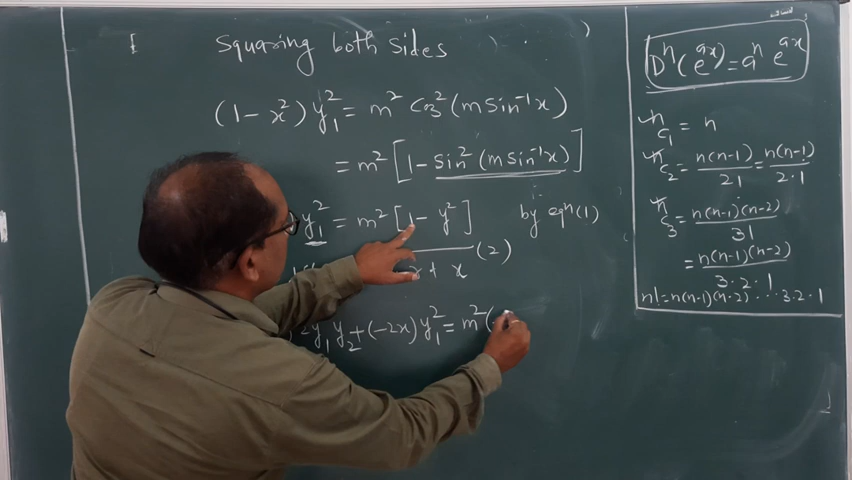 Squaring both sides
(1-x²) y₁² = m² Cos² (m sin⁻¹x)
= m² [1 - sin² (m sin⁻¹x)]
y₁² = m² [1 - y²] by eqⁿ(1)
x (2)
2y₁ y₂ + (-2x) y₁² = m² (
Dⁿ(e^ax) = aⁿ e^ax
ⁿC₁ = n
ⁿC₂ = n(n-1)/2! = n(n-1)/2·1
ⁿC₃ = n(n-1)(n-2)/3!
= n(n-1)(n-2)/3·2·1
n! = n(n-1)(n-2) ... 3·2·1